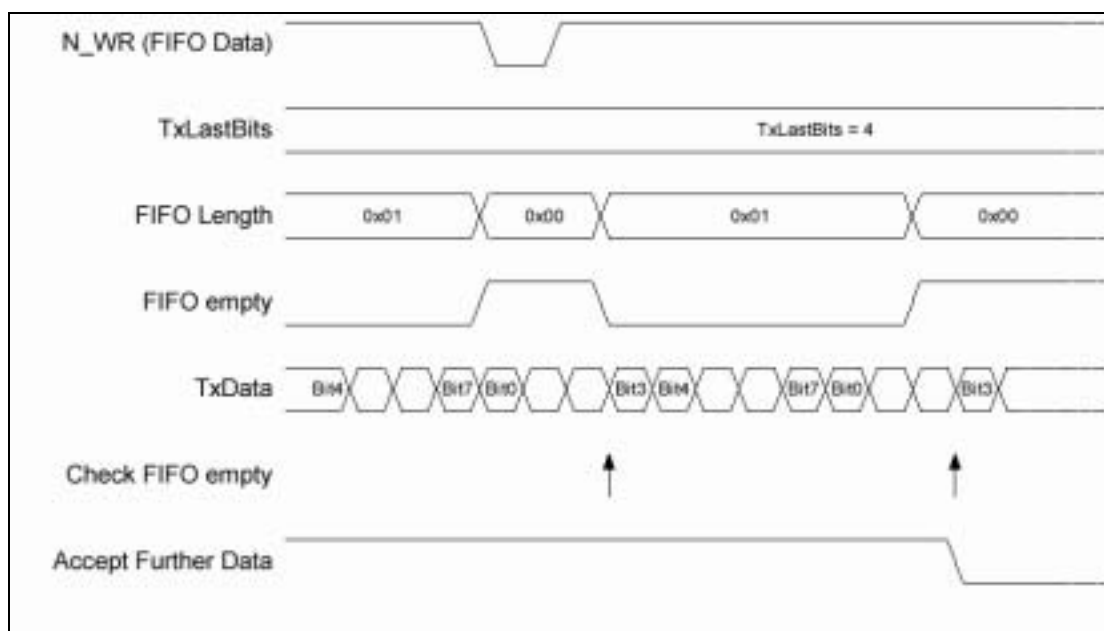 N_WR (FIFO Data)
TxLastBits
TxLastBits = 4
FIFO Length
0x01 0x00 0x01 0x00
FIFO empty
TxData
Bit4 Bit7 Bit0 Bit3 Bit4 Bit7 Bit0 Bit3
Check FIFO empty
Accept Further Data